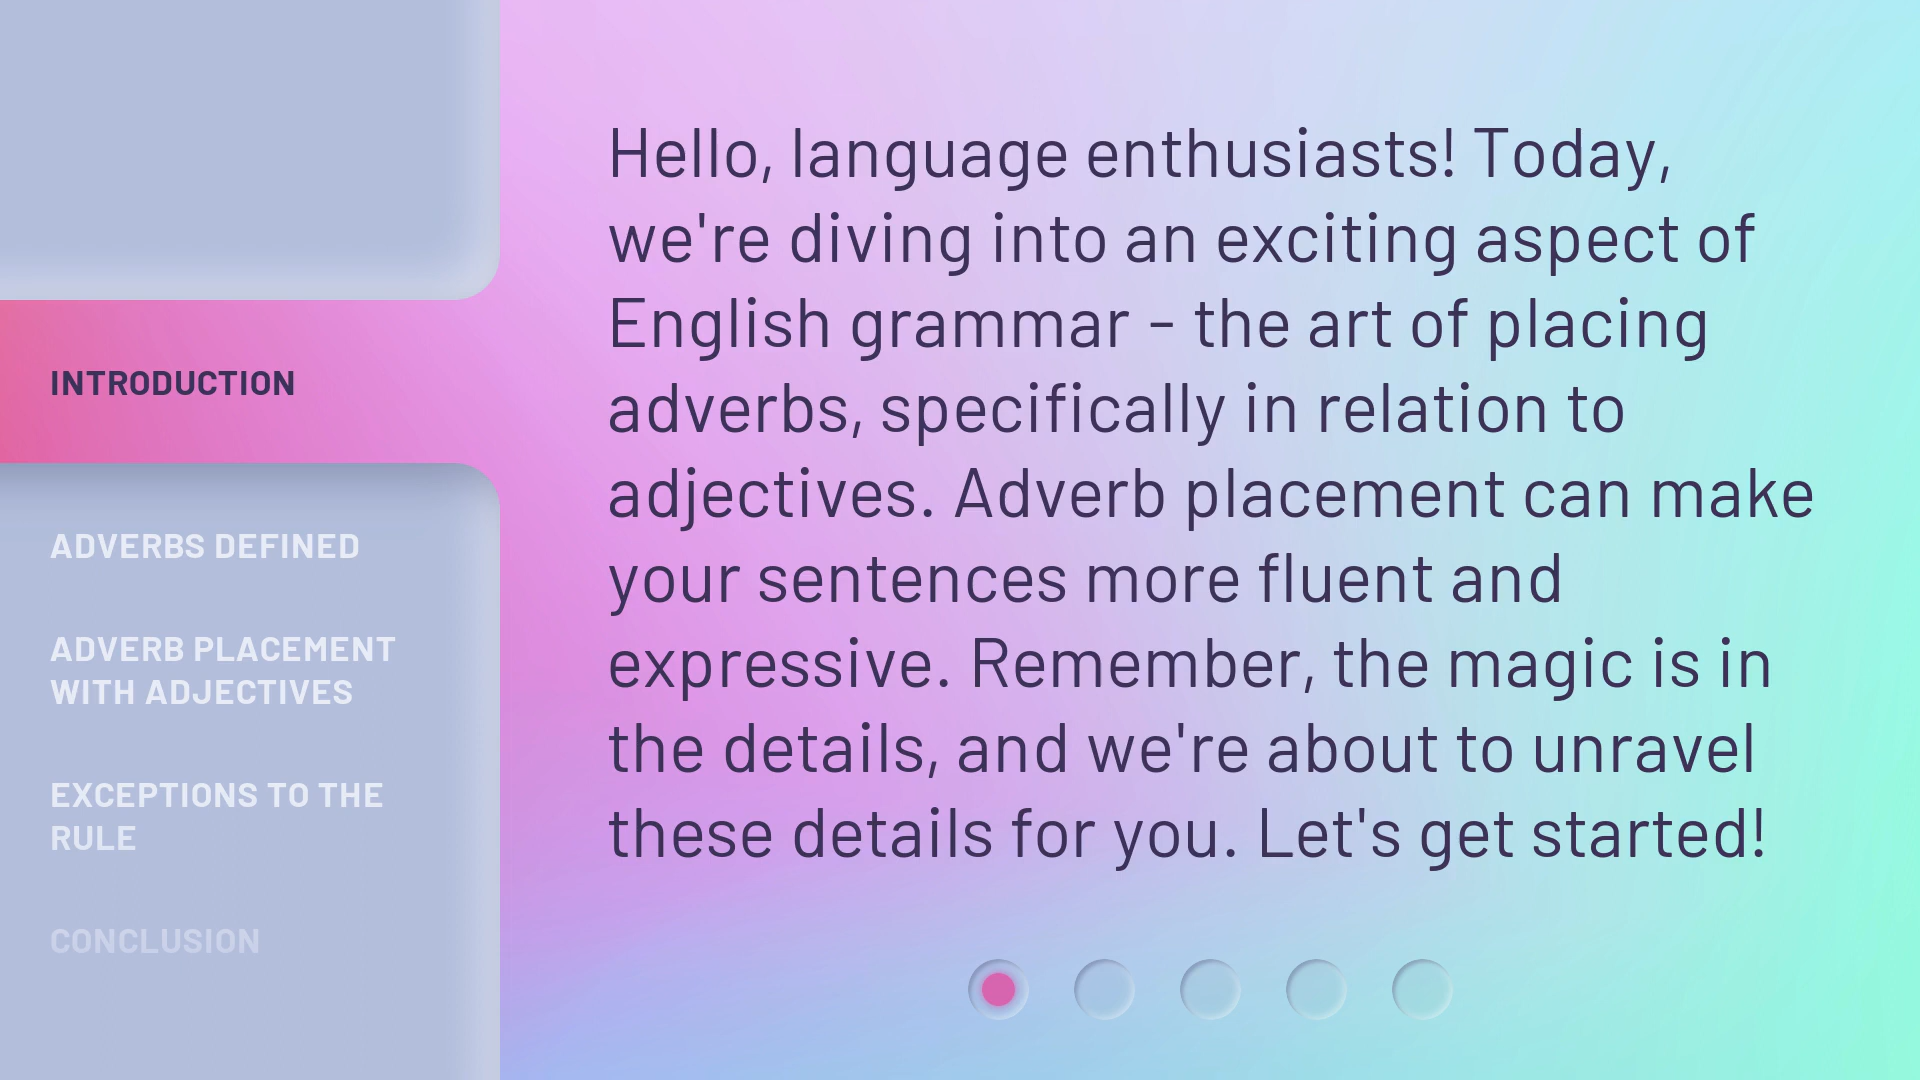 INTRODUCTION
ADVERBS DEFINED
ADVERB PLACEMENT
WITH ADJECTIVES
EXCEPTIONS TO THE
RULE
CONCLUSION
Hello, language enthusiasts! Today,
we're diving into an exciting aspect of
English grammar - the art of placing
adverbs, specifically in relation to
adjectives. Adverb placement can make
your sentences more fluent and
expressive. Remember, the magic is in
the details, and we're about to unravel
these details for you. Let's get started!